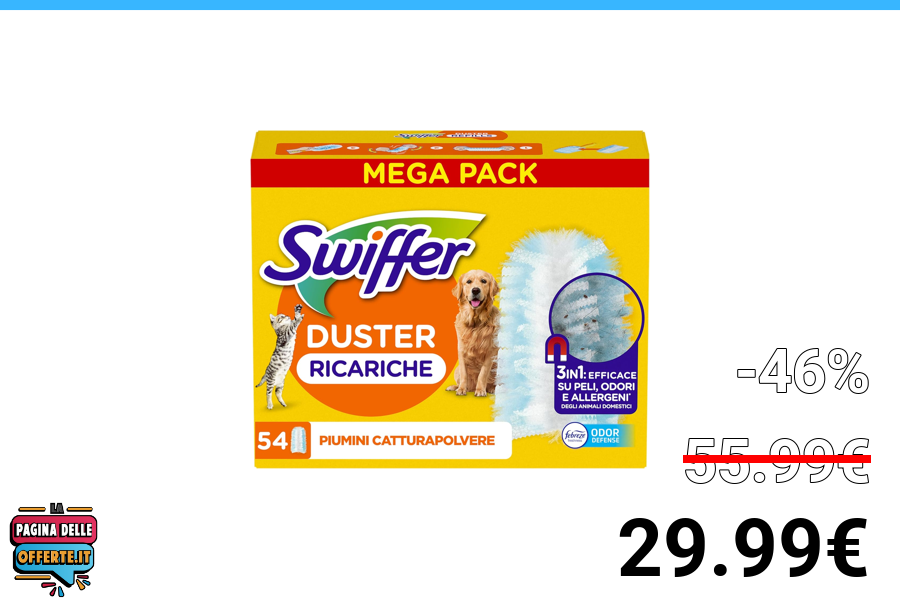 Swiffer
MEGA PACK
Swiffer
DUSTER
RICARICHE
3IN1: EFFICACE
SU PELI, ODORI
E ALLERGENI*
DEGLI ANIMALI DOMESTICI
54
PIUMINI CATTURAPOLVERE
febreze
ODOR
DEFENSE
-46%
55.99€
29.99€
LA
PAGINA DELLE
OFFERTE.IT